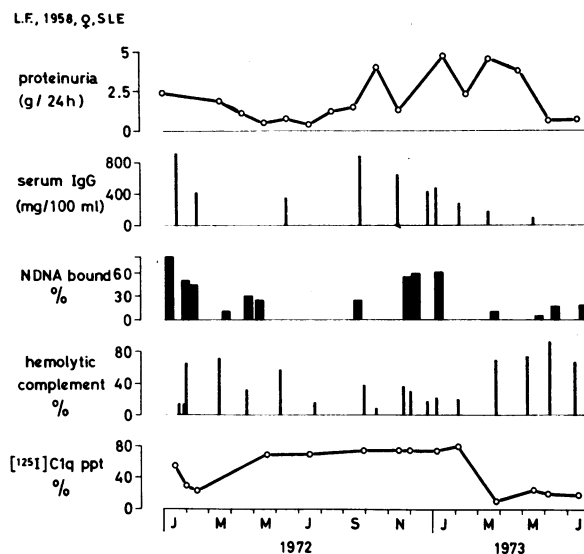 L.F., 1958, ♀, SLE
proteinuria
(g/24h)
5
2.5
0
serum IgG
(mg/100 ml)
800
400
0
NDNA bound
%
60
30
0
hemolytic
complement
%
80
40
0
[¹²⁵I]C1q ppt
%
80
40
0
J M M J S N J M M J
1972 1973